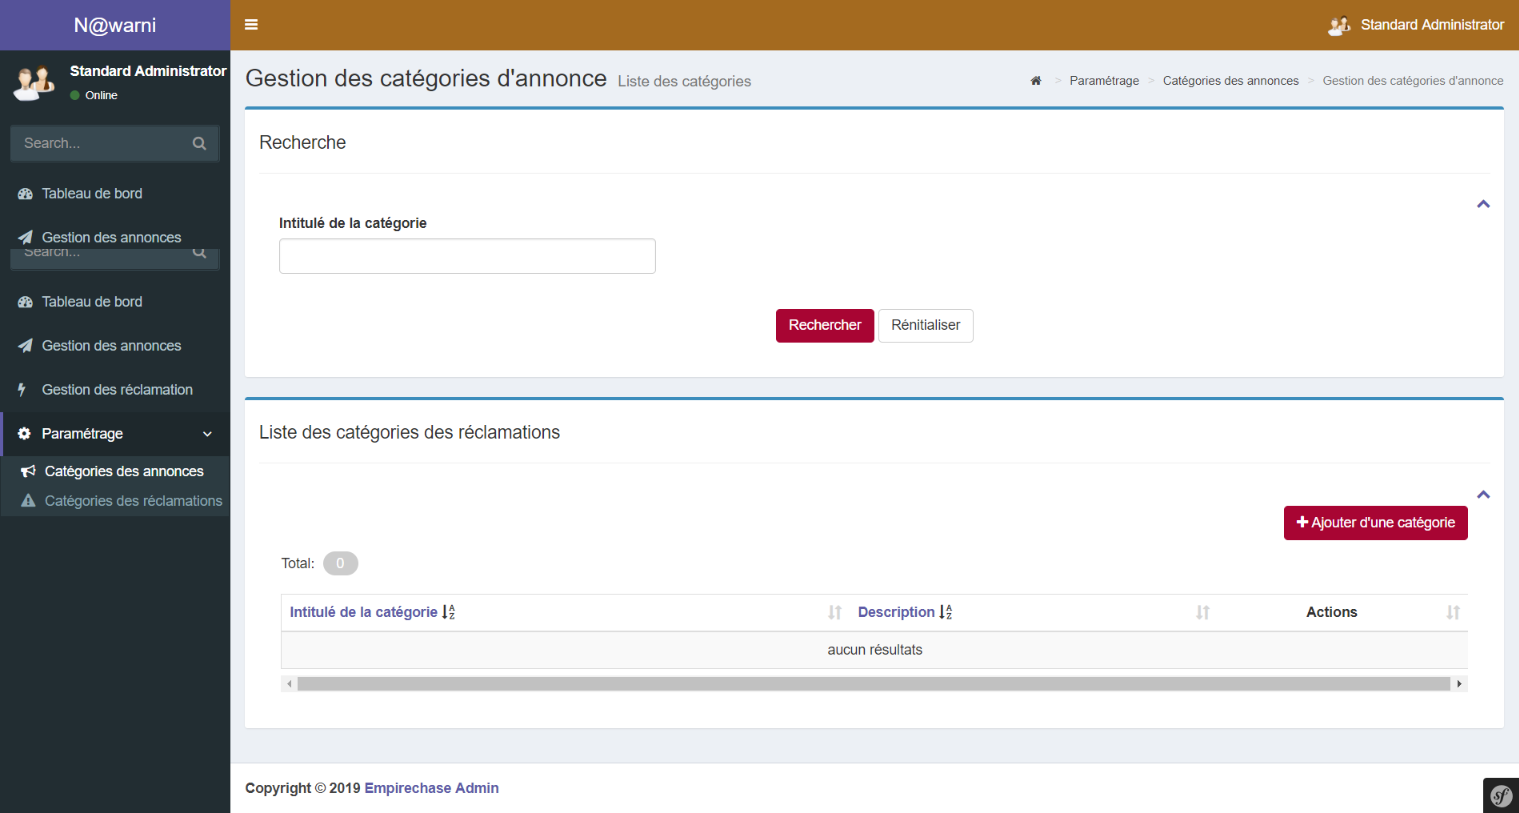 N@warni
Standard Administrator
Standard Administrator
Online
Search...
Tableau de bord
Gestion des annonces
Search...
Tableau de bord
Gestion des annonces
Gestion des réclamation
Paramétrage
Catégories des annonces
Catégories des réclamations
Gestion des catégories d'annonce Liste des catégories
> Paramétrage > Catégories des annonces > Gestion des catégories d'annonce
Recherche
Intitulé de la catégorie
Rechercher Rénitialiser
Liste des catégories des réclamations
+ Ajouter d'une catégorie
Total: 0
Intitulé de la catégorie Description Actions
aucun résultats
Copyright © 2019 Empirechase Admin
sf